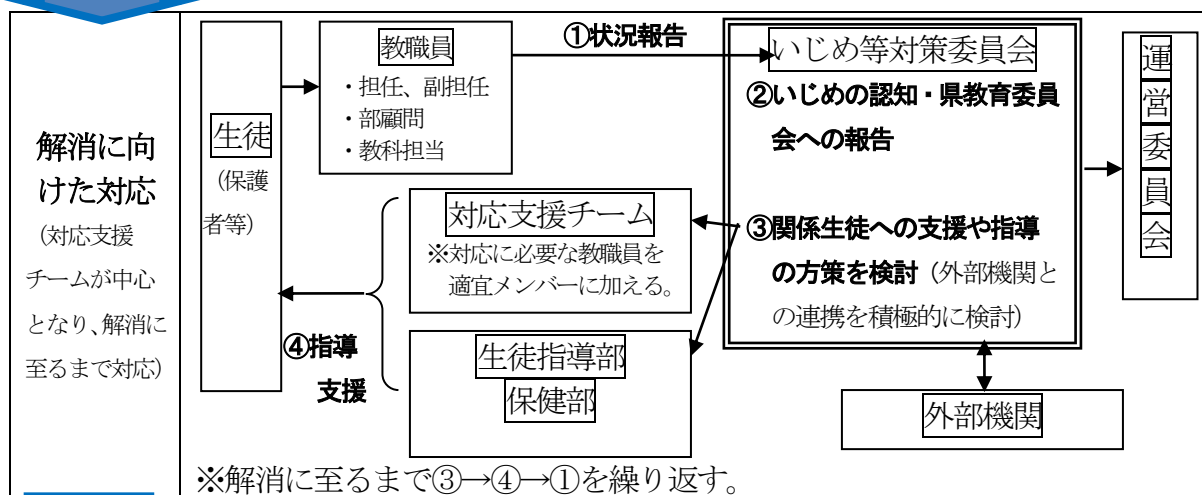 解消に向
けた対応
(対応支援
チームが中心
となり、解消に
至るまで対応)
生徒
(保護
者等)
教職員
・担任、副担任
・部顧問
・教科担当
①状況報告
いじめ等対策委員会
②いじめの認知・県教育委員
会への報告
③関係生徒への支援や指導
の方策を検討(外部機関と
の連携を積極的に検討)
運
営
委
員
会
対応支援チーム
※対応に必要な教職員を
適宜メンバーに加える。
④指導
支援
生徒指導部
保健部
外部機関
※解消に至るまで③→④→①を繰り返す。